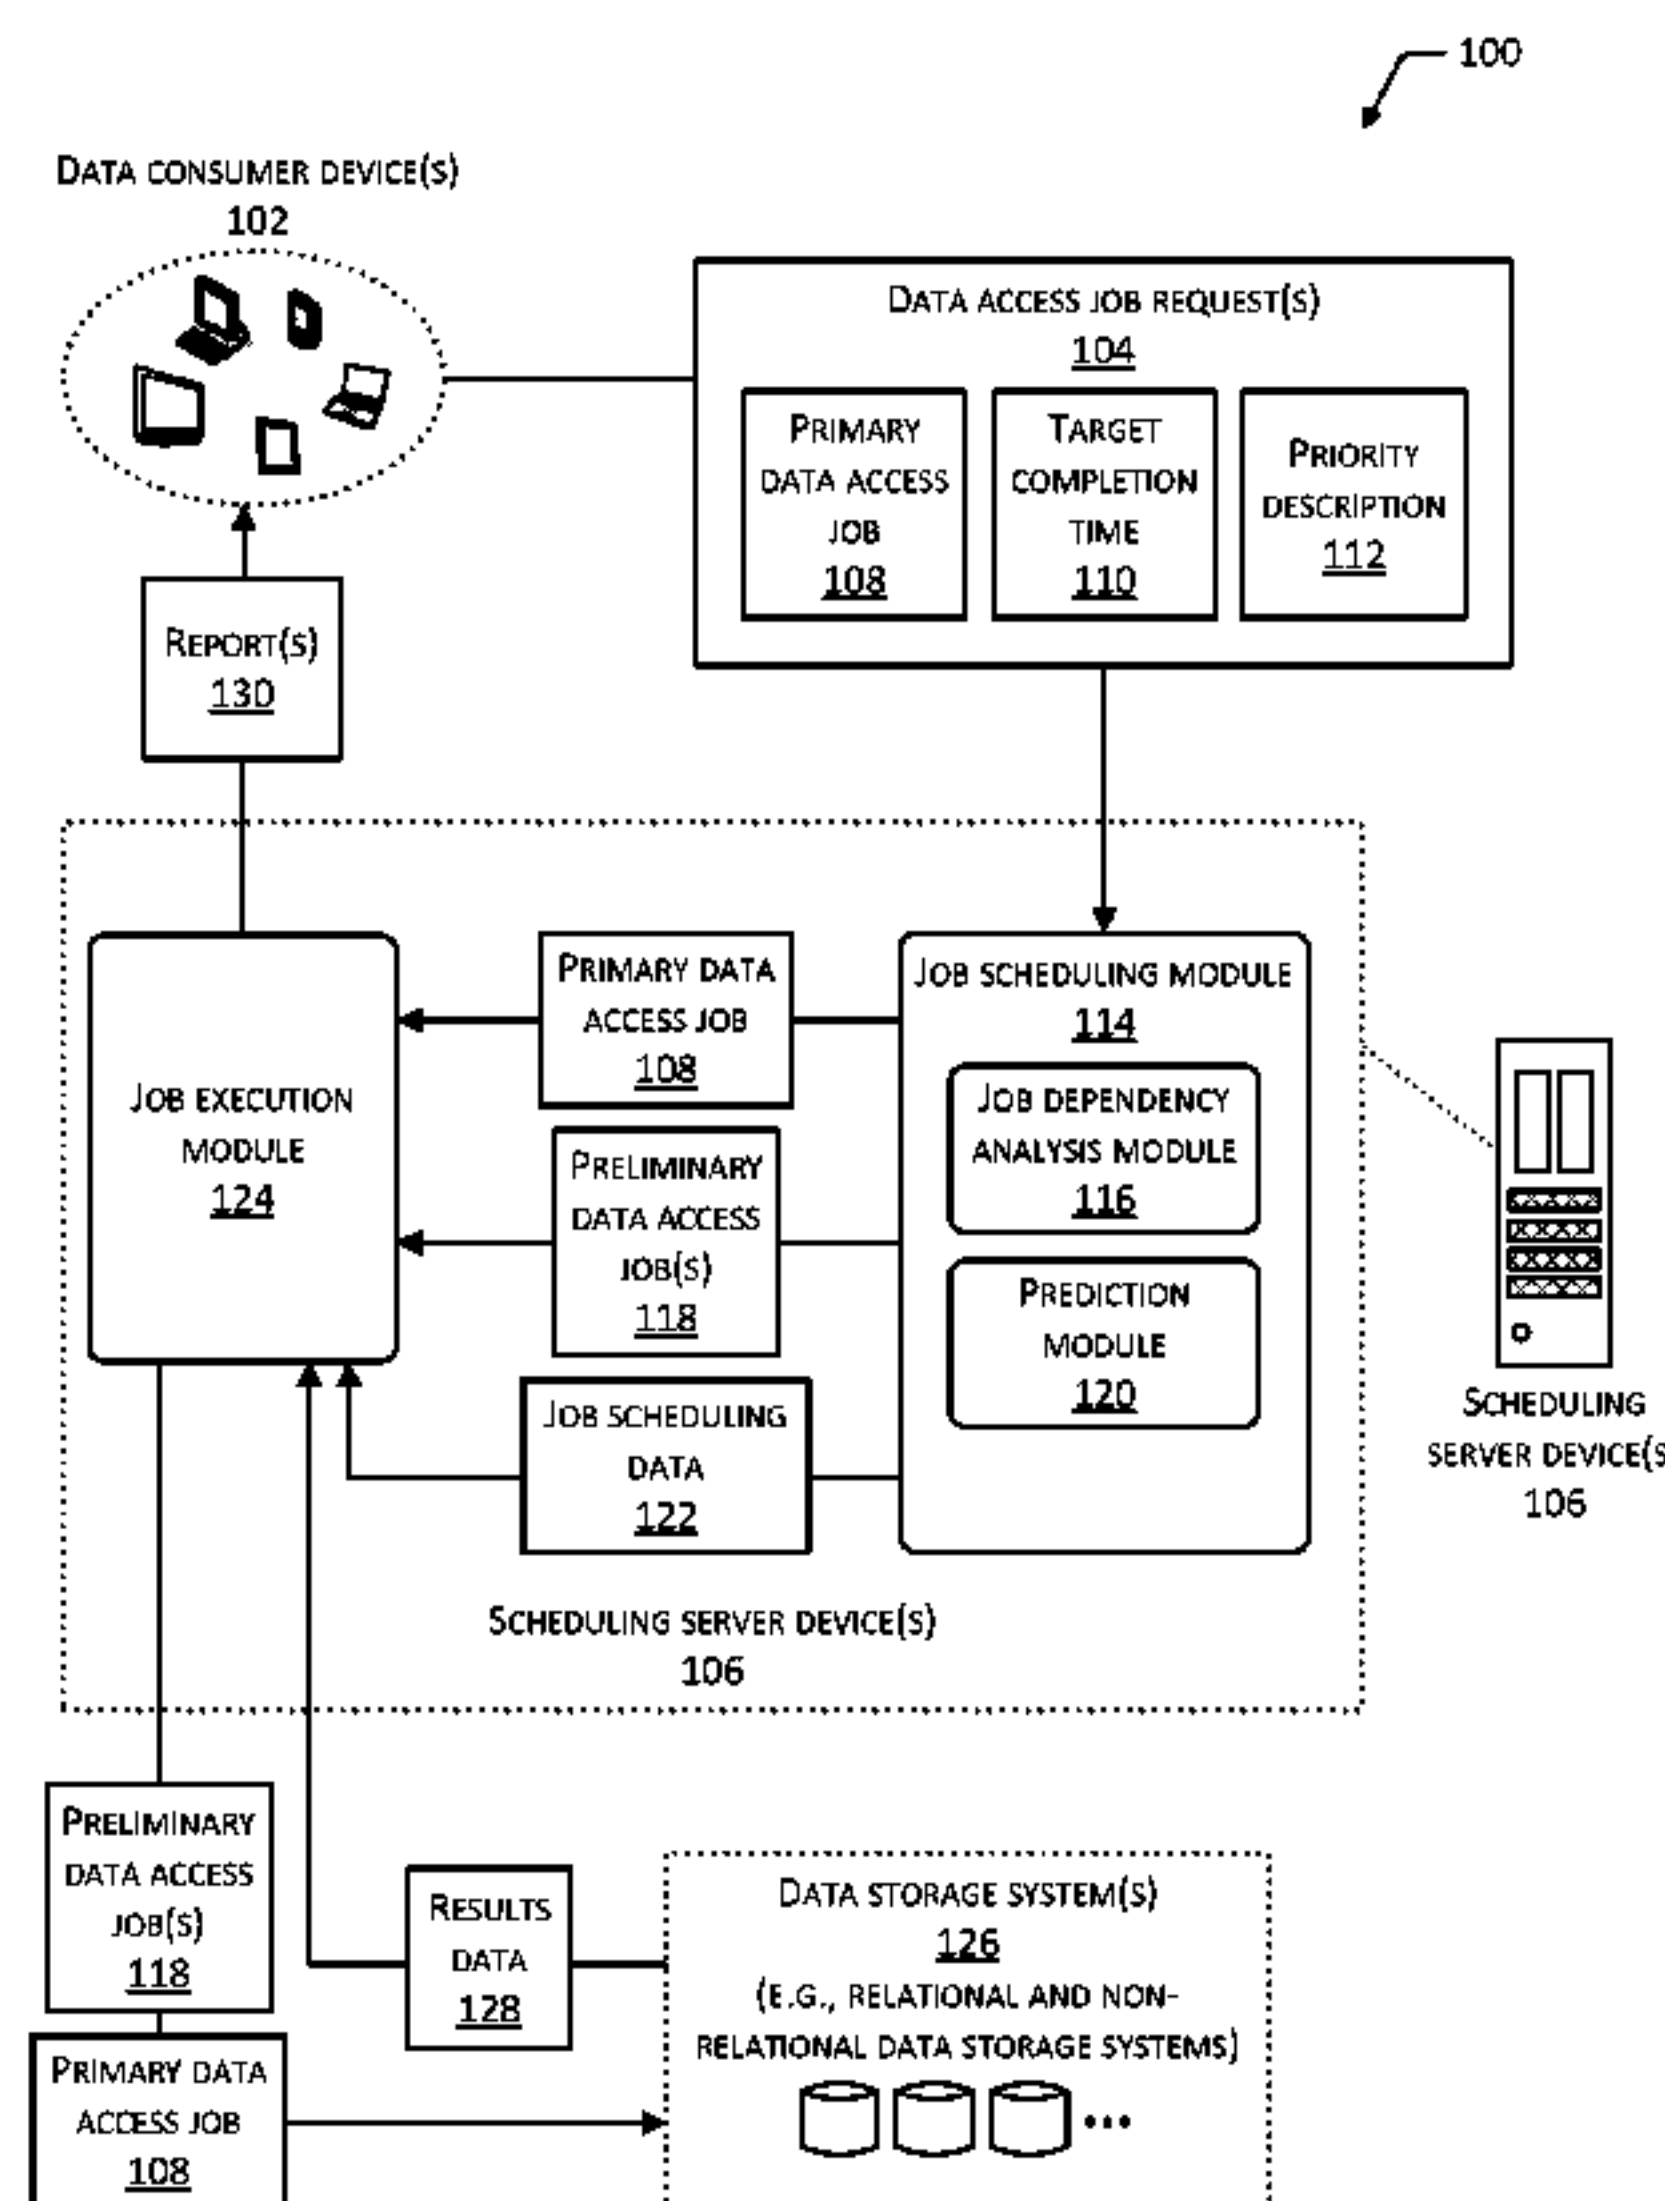 100
Data consumer device(s)
102
Data access job request(s)
104
Primary
data access
job
108
Target
completion
time
110
Priority
description
112
Report(s)
130
Job execution
module
124
Primary data
access job
108
Preliminary
data access
job(s)
118
Job scheduling
data
122
Job scheduling module
114
Job dependency
analysis module
116
Prediction
module
120
Scheduling
server device(s
106
Scheduling server device(s)
106
Preliminary
data access
job(s)
118
Primary data
access job
108
Results
data
128
Data storage system(s)
126
(e.g., relational and non-
relational data storage systems)
...